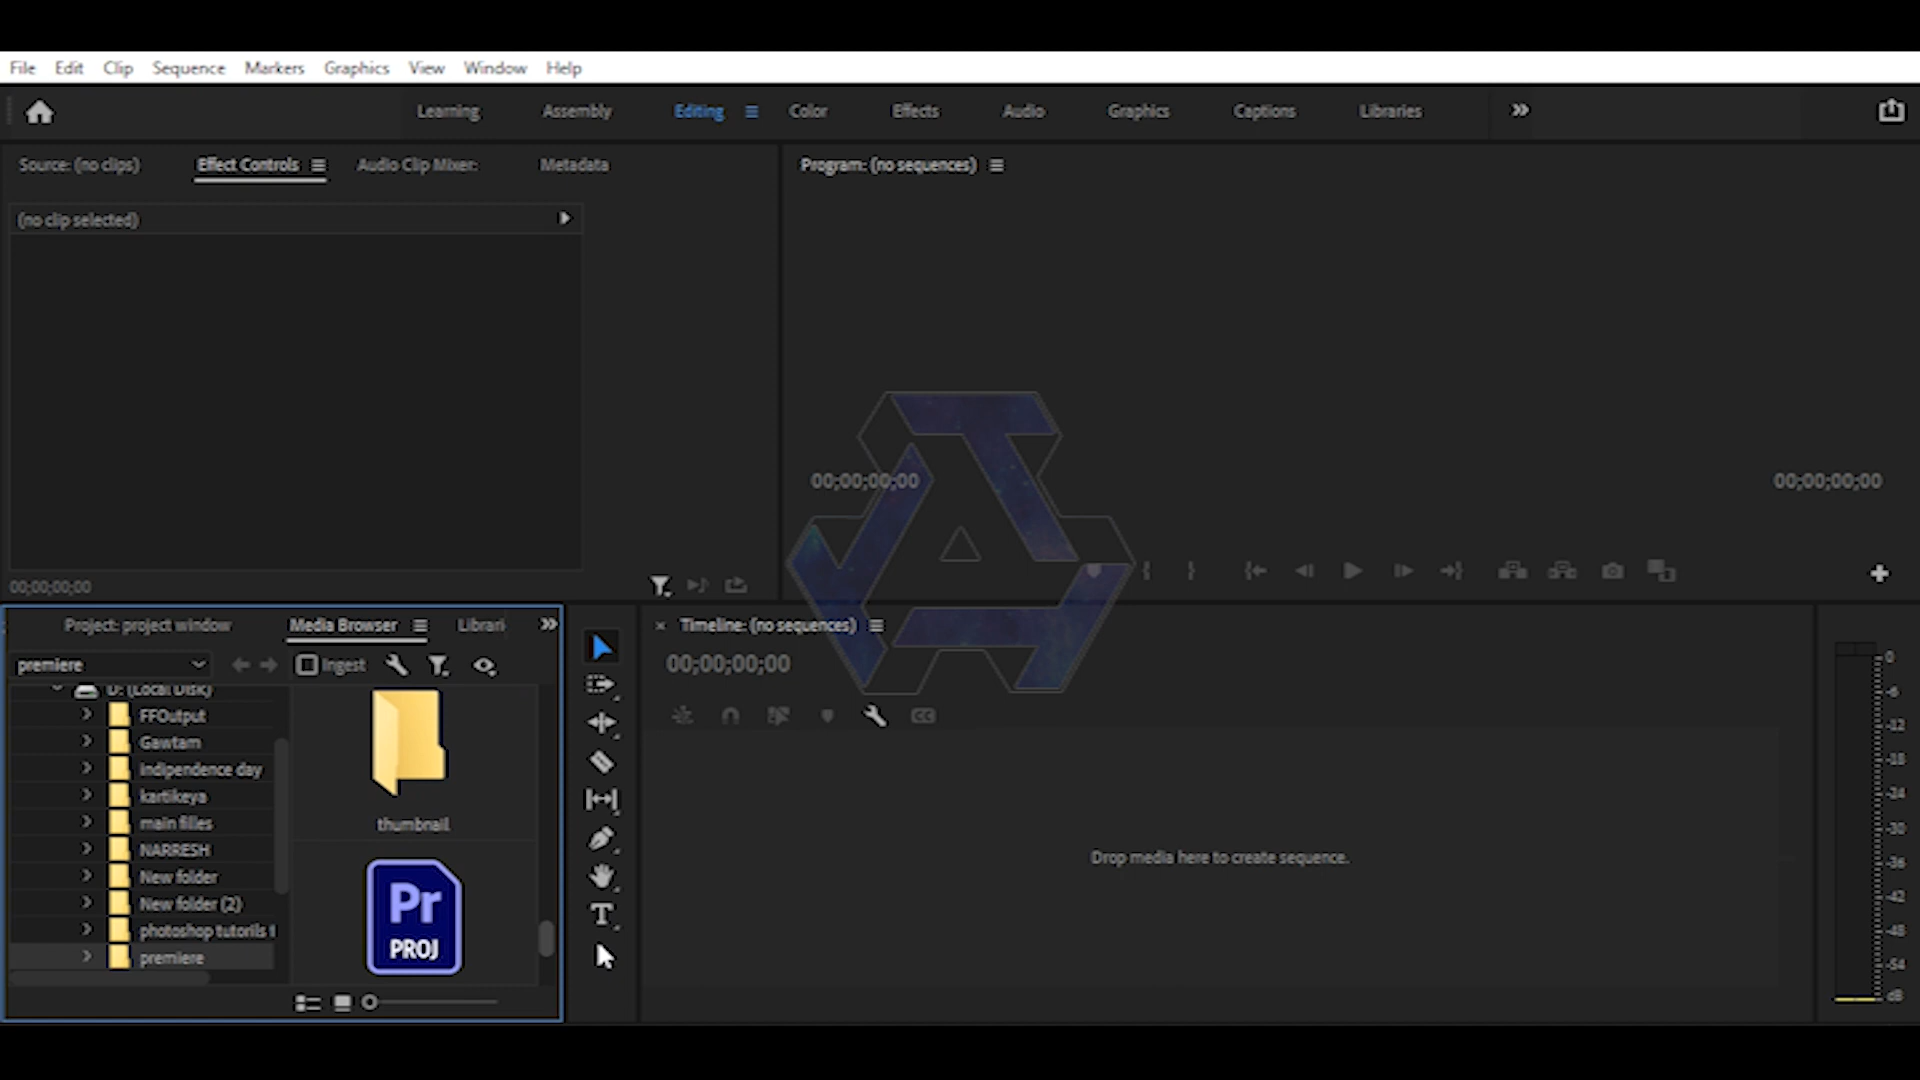 File Edit Clip Sequence Markers Graphics View Window Help
Learning Assembly Editing Color Effects Audio Graphics Captions Libraries
Source: (no clips) Effect Controls Audio Clip Mixer: Metadata
Program: (no sequences)
(no clip selected)
00;00;00;00 00;00;00;00
00;00;00;00
Project: project window Media Browser Librari
Timeline: (no sequences)
premiere Ingest
00;00;00;00
D: (Local Disk)
FFOutput
Gawtam
indipendence day
kartikeya
main filles
NARRESH
New folder
New folder (2)
photoshop tutorils t
premiere
thumbnail
Pr
PROJ
T
CC
Drop media here to create sequence.
0
-6
-12
-18
-24
-30
-36
-42
-48
-54
dB